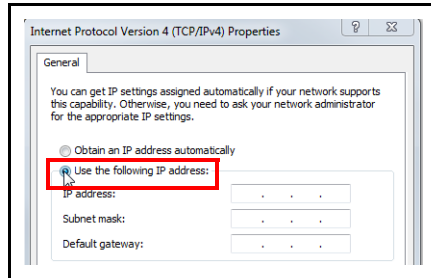 Internet Protocol Version 4 (TCP/IPv4) Properties
General
You can get IP settings assigned automatically if your network supports
this capability. Otherwise, you need to ask your network administrator
for the appropriate IP settings.
Obtain an IP address automatically
Use the following IP address:
IP address:
Subnet mask:
Default gateway: